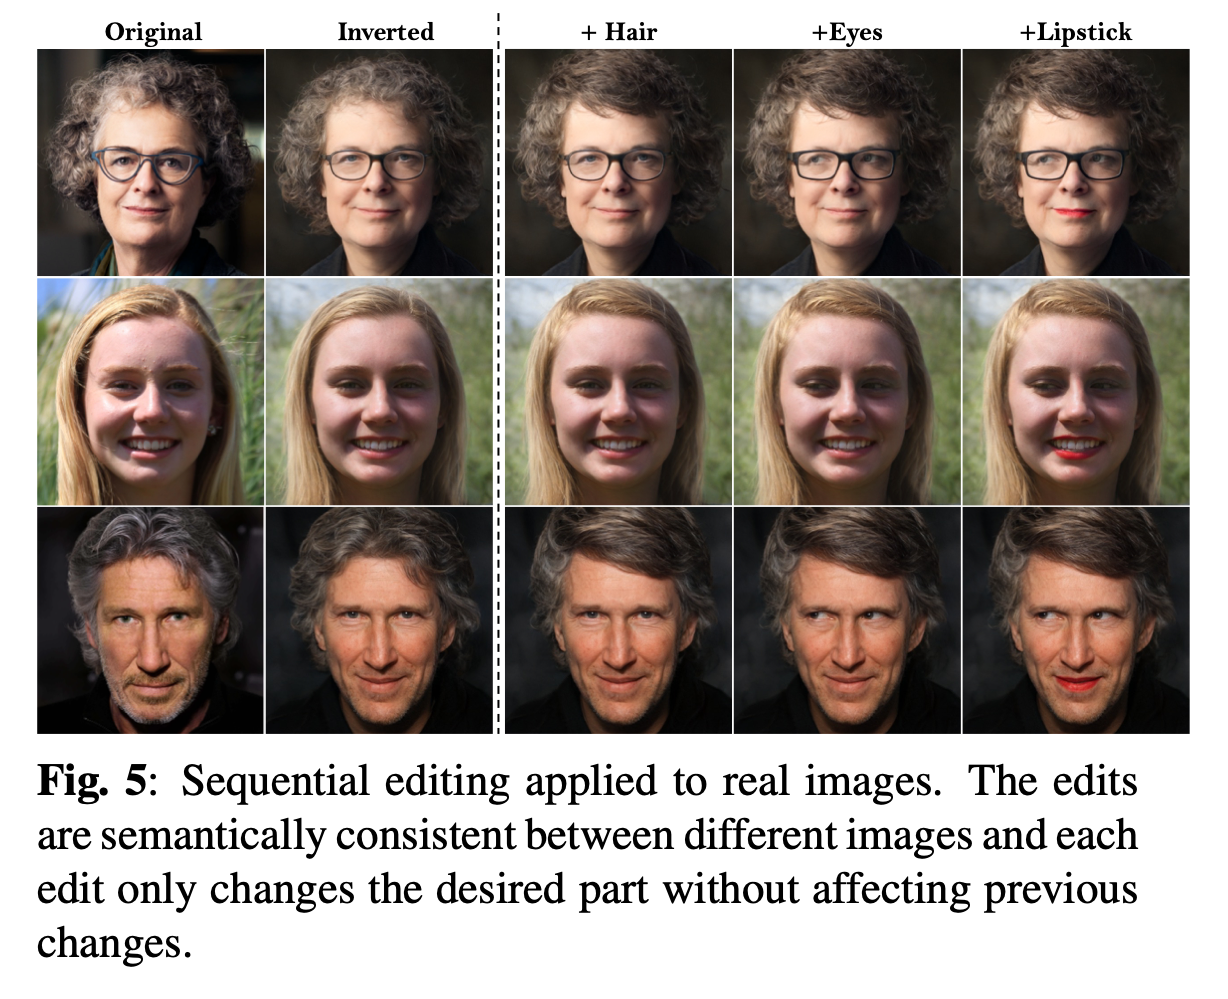 Original Inverted + Hair +Eyes +Lipstick
Fig. 5: Sequential editing applied to real images. The edits
are semantically consistent between different images and each
edit only changes the desired part without affecting previous
changes.